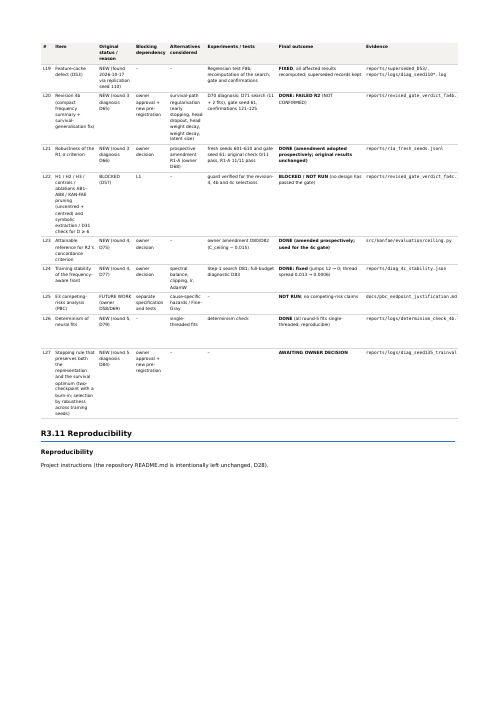 # Item Original status / reason Blocking dependency Alternatives considered Experiments / tests Final outcome Evidence
L19 Feature-cache defect (D53) NEW (found 2026-10-17 via replication seed 110) – – Regression test F8b; recomputation of the search, gate and confirmations FIXED; all affected results recomputed; superseded records kept reports/superseded_D53/, reports/logs/diag_seed110*.log
L20 Revision 4b (compact frequency summary + survival-generalisation fix) NEW (round 3 diagnosis D65) owner approval + new pre-registration survival-path regularisation (early stopping, head dropout, head weight decay, weight decay, latent size) D70 diagnosis; D71 search (11 + 2 fits), gate seed 61, confirmations 121–125 DONE: FAILED R2 (NOT CONFIRMED) reports/revised_gate_verdict_fa4b.
L21 Robustness of the R1 d criterion NEW (round 3 diagnosis D66) owner decision prospective amendment R1-A (owner D68) fresh seeds 601–610 and gate seed 61: original check 0/11 pass, R1-A 11/11 pass DONE (amendment adopted prospectively; original results unchanged) reports/r1a_fresh_seeds.jsonl
L22 H1 / H2 / H3 / controls / ablations AB1–AB8 / KAN-FAE pruning (uncentred + centred) and symbolic extraction / D31 check for D ≥ 6 BLOCKED (D57) L1 – guard verified for the revision-4, 4b and 4c selections BLOCKED / NOT RUN (no design has passed the gate) reports/revised_gate_verdict_fa4c.
L23 Attainable reference for R2's concordance criterion NEW (round 4, D75) owner decision – owner amendment D80/D82 (C_ceiling − 0.015) DONE (amended prospectively; used for the 4c gate) src/kanfae/evaluation/ceiling.py
L24 Training stability of the frequency-aware front NEW (round 4, D77) owner decision spectral balance, clipping, lr, AdamW Step-1 search D81; full-budget diagnostic D83 DONE: fixed (jumps 12 → 0; thread spread 0.013 → 0.0006) reports/diag_4c_stability.json
L25 E3 competing-risks analysis (PBC) FUTURE WORK (owner D58/D69) separate specification and tests cause-specific hazards / Fine-Gray – NOT RUN; no competing-risk claims docs/pbc_endpoint_justification.md
L26 Determinism of neural fits NEW (round 5, D79) – single-threaded fits determinism check DONE (all round-5 fits single-threaded; reproducible) reports/logs/determinism_check_4b.
L27 Stopping rule that preserves both the representation and the survival optimum (two-checkpoint with a burn-in; selection by robustness across training seeds) NEW (round 5 diagnosis D84) owner approval + new pre-registration – – AWAITING OWNER DECISION reports/logs/diag_seed135_trainval
R3.11 Reproducibility
Reproducibility
Project instructions (the repository README.md is intentionally left unchanged, D28).